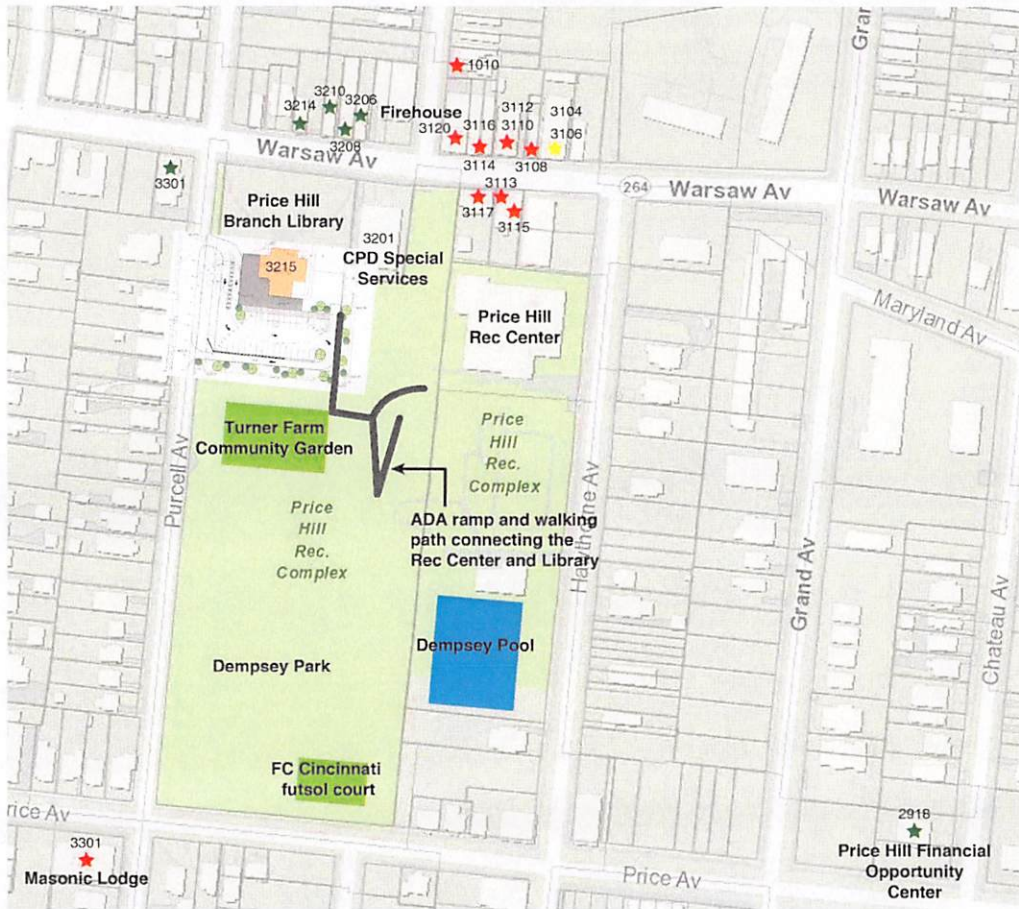 Gra
1010
3210
3214
3206
Firehouse
3208
3120
3116
3112
3110
3104
3106
3114
3108
Warsaw Av
3301
3113
3117
3115
264
Warsaw Av
Warsaw Av
Price Hill
Branch Library
3201
CPD Special
Services
3215
Price Hill
Rec Center
Maryland Av
Turner Farm
Community Garden
Price
Hill
Rec.
Complex
Purcell Av
Price
Hill
Rec.
Complex
ADA ramp and walking
path connecting the
Rec Center and Library
Hawthorne Av
Grand Av
Chateau Av
Dempsey Pool
Dempsey Park
FC Cincinnati
futsol court
rice Av
3301
Masonic Lodge
Price Av
2918
Price Hill Financial
Opportunity
Center